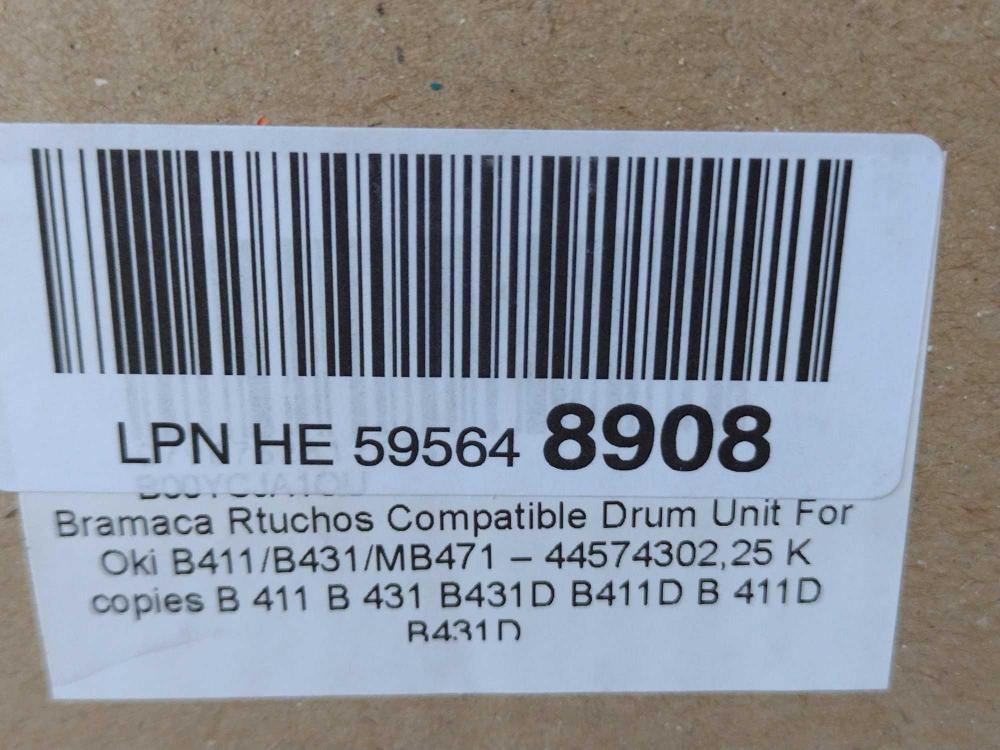 LPN HE 59564 8908
Bramaca Rtuchos Compatible Drum Unit For
Oki B411/B431/MB471 – 44574302,25 K
copies B 411 B 431 B431D B411D B 411D
B431D